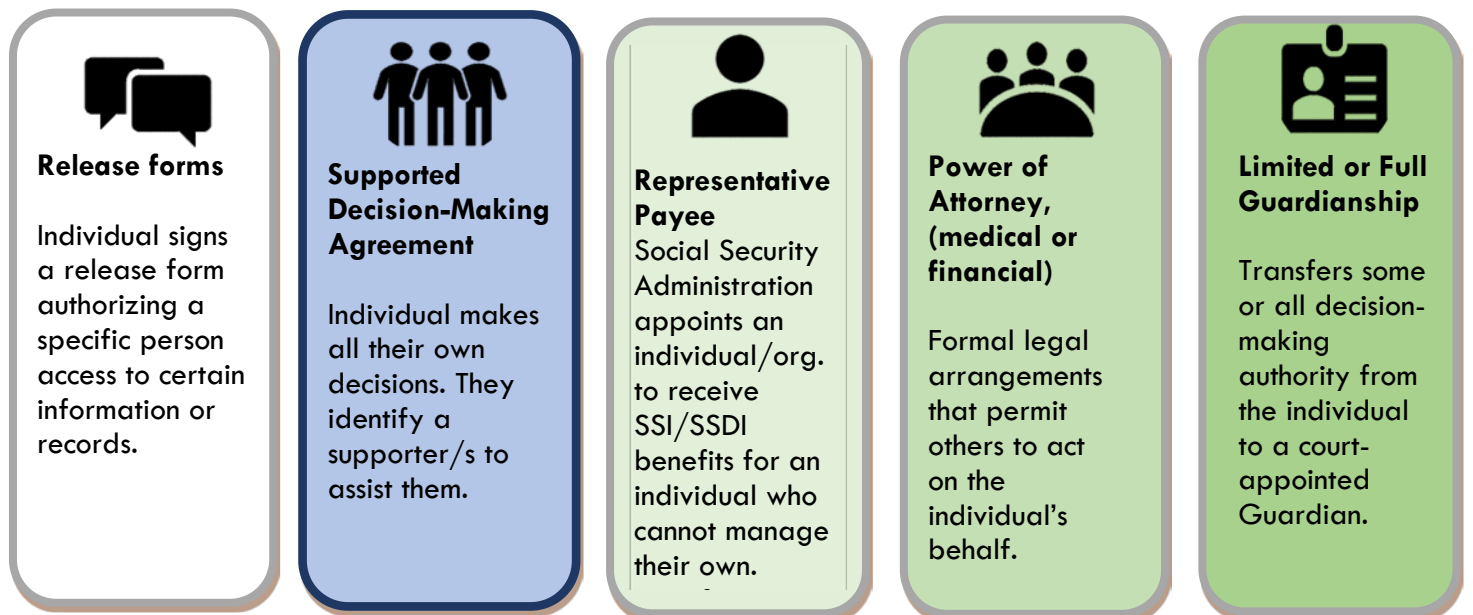 Release forms
Individual signs
a release form
authorizing a
specific person
access to certain
information or
records.
Supported
Decision-Making
Agreement
Individual makes
all their own
decisions. They
identify a
supporter/s to
assist them.
Representative
Payee
Social Security
Administration
appoints an
individual/org.
to receive
SSI/SSDI
benefits for an
individual who
cannot manage
their own.
Power of
Attorney,
(medical or
financial)
Formal legal
arrangements
that permit
others to act
on the
individual's
behalf.
Limited or Full
Guardianship
Transfers some
or all decision-
making
authority from
the individual
to a court-
appointed
Guardian.